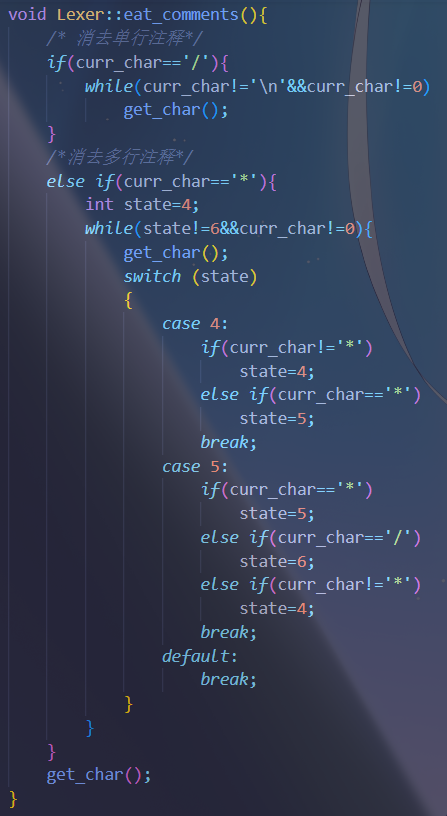 void Lexer::eat_comments(){
    /* 消去单行注释*/
    if(curr_char=='/'){
        while(curr_char!='\n'&&curr_char!=0)
            get_char();
    }
    /*消去多行注释*/
    else if(curr_char=='*'){
        int state=4;
        while(state!=6&&curr_char!=0){
            get_char();
            switch (state)
            {
                case 4:
                    if(curr_char!='*')
                        state=4;
                    else if(curr_char=='*')
                        state=5;
                    break;
                case 5:
                    if(curr_char=='*')
                        state=5;
                    else if(curr_char=='/')
                        state=6;
                    else if(curr_char!='*')
                        state=4;
                    break;
                default:
                    break;
            }
        }
    }
    get_char();
}